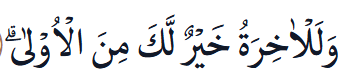 وَلَلْاٰخِرَةُ خَيْرٌ لَّكَ مِنَ الْاُوْلٰىؕ